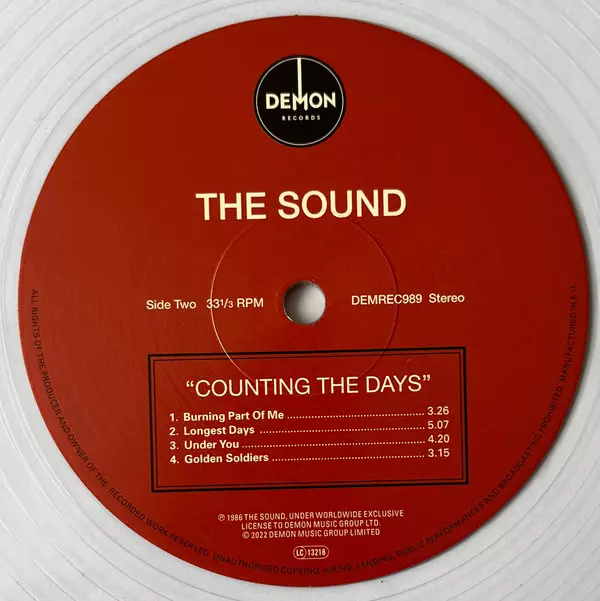 DEMON
RECORDS
THE SOUND
Side Two 33 1/3 RPM DEMREC989 Stereo
"COUNTING THE DAYS"
1. Burning Part Of Me ........................................ 3.26
2. Longest Days ................................................ 5.07
3. Under You ..................................................... 4.20
4. Golden Soldiers ............................................. 3.15
℗ 1986 THE SOUND, UNDER WORLDWIDE EXCLUSIVE
LICENSE TO DEMON MUSIC GROUP LTD.
© 2022 DEMON MUSIC GROUP LIMITED
LC 13218
ALL RIGHTS OF THE PRODUCER AND OWNER OF THE RECORDED WORK RESERVED. UNAUTHORISED COPYING, HIRING, LENDING, PUBLIC PERFORMANCES AND BROADCASTING PROHIBITED. MANUFACTURED IN E.U.